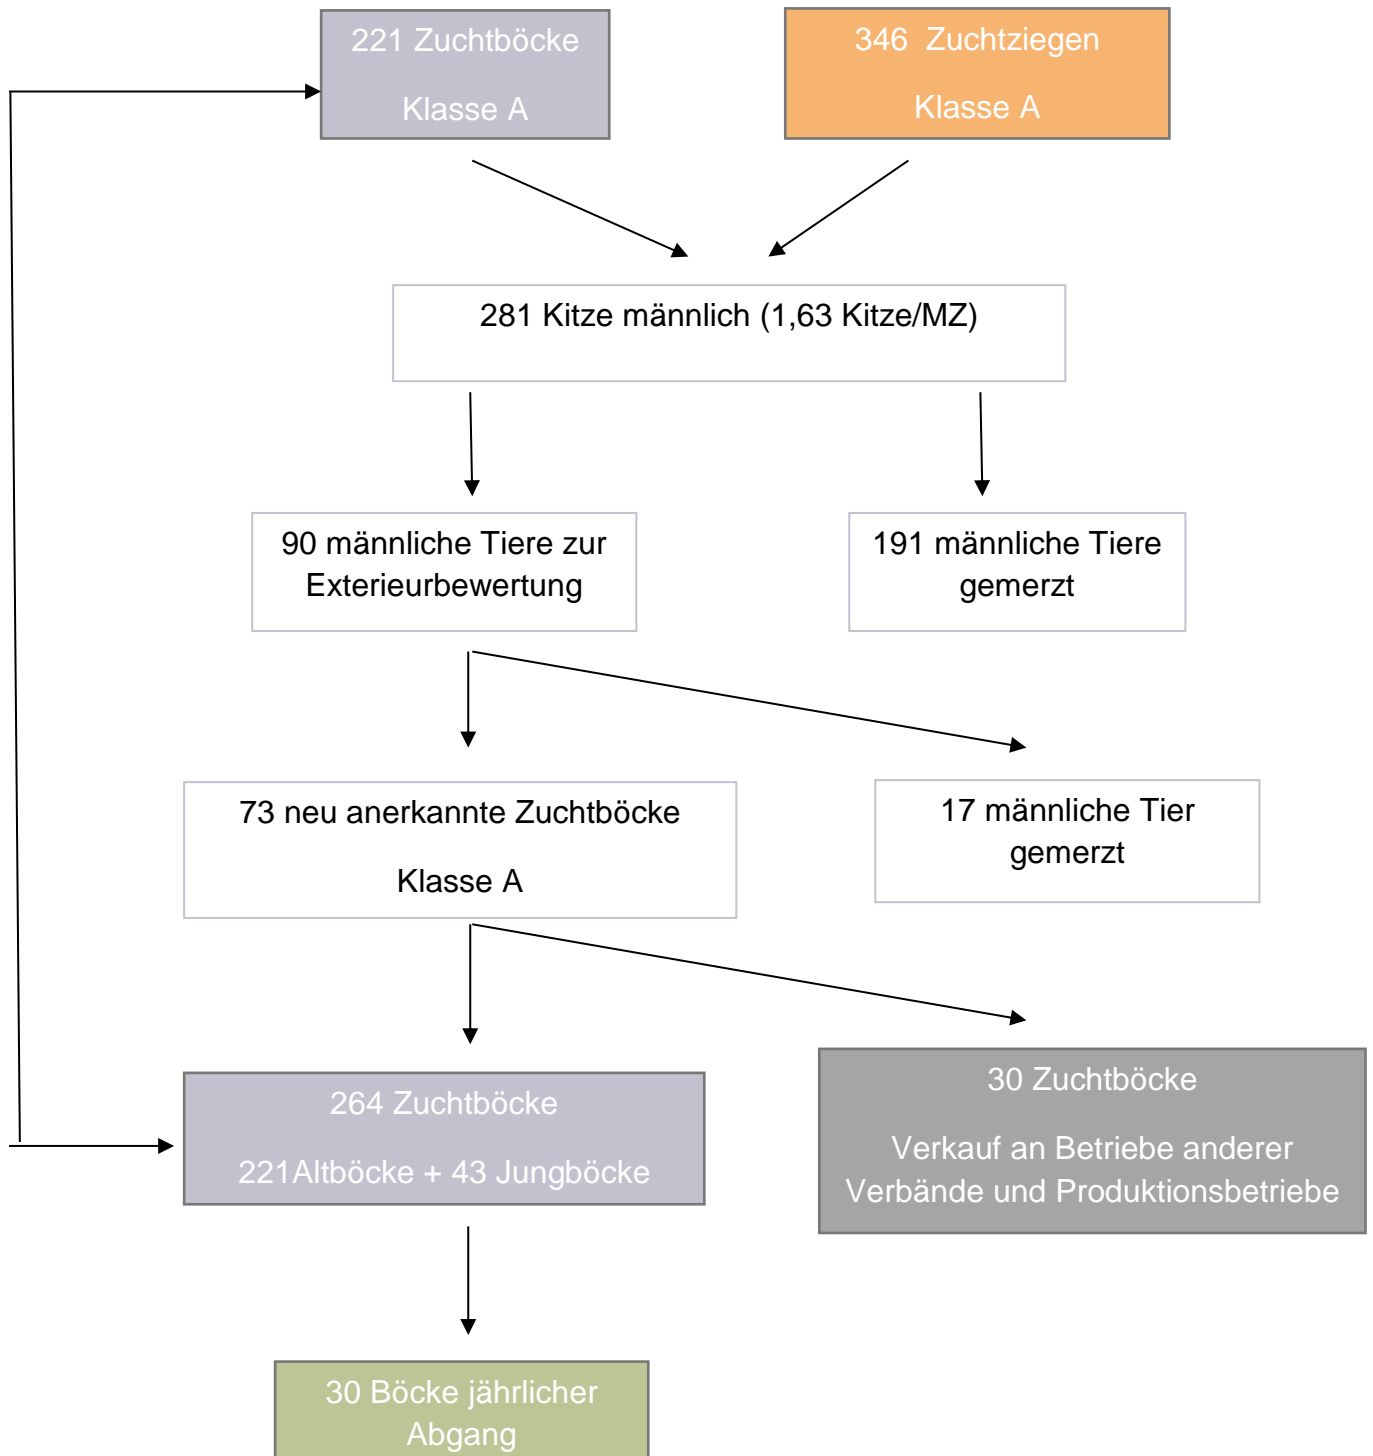 221 Zuchtböcke
Klasse A
346 Zuchtziegen
Klasse A
281 Kitze männlich (1,63 Kitze/MZ)
90 männliche Tiere zur
Exterieurbewertung
191 männliche Tiere
gemerzt
73 neu anerkannte Zuchtböcke
Klasse A
17 männliche Tier
gemerzt
264 Zuchtböcke
221Altböcke + 43 Jungböcke
30 Zuchtböcke
Verkauf an Betriebe anderer
Verbände und Produktionsbetriebe
30 Böcke jährlicher
Abgang